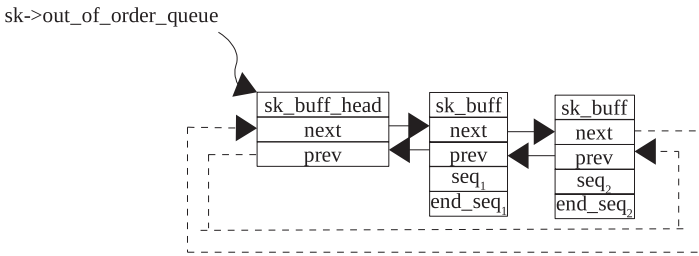 sk->out_of_order_queue
sk_buff_head
next
prev
sk_buff
next
prev
seq₁
end_seq₁
sk_buff
next
prev
seq₂
end_seq₂